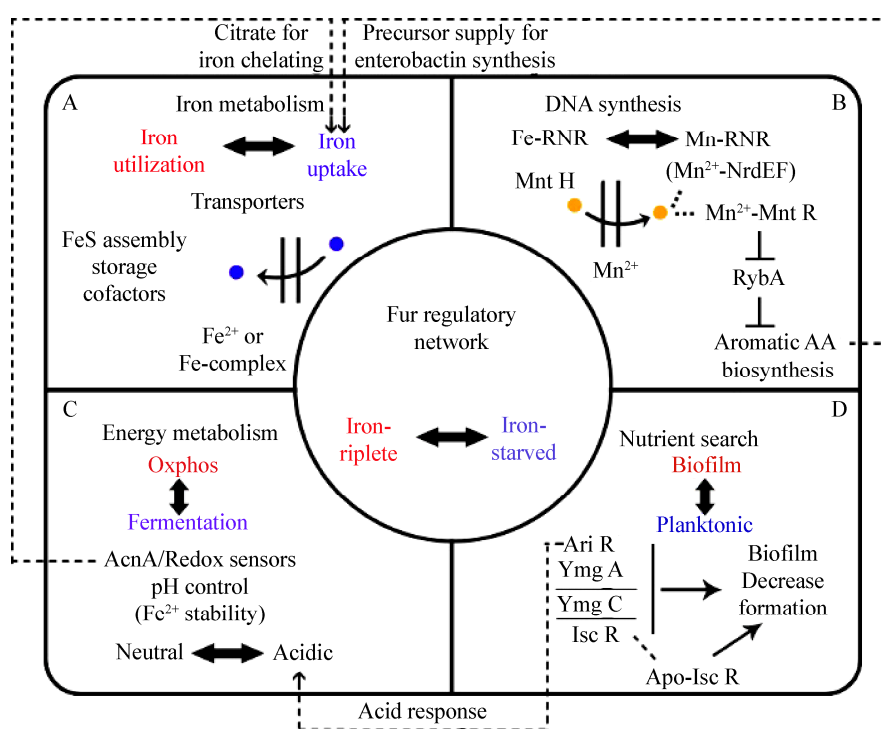 Citrate for
iron chelating
Precursor supply for
enterobactin synthesis
A
Iron metabolism
Iron
utilization
Iron
uptake
Transporters
FeS assembly
storage
cofactors
Fe²⁺ or
Fe-complex
B
DNA synthesis
Fe-RNR
Mn-RNR
(Mn²⁺-NrdEF)
Mnt H
Mn²⁺-Mnt R
Mn²⁺
RybA
Aromatic AA
biosynthesis
Fur regulatory
network
Iron-
riplete
Iron-
starved
C
Energy metabolism
Oxphos
Fermentation
AcnA/Redox sensors
pH control
(Fc²⁺ stability)
Neutral
Acidic
D
Nutrient search
Biofilm
Planktonic
Ari R
Ymg A
Ymg C
Isc R
Biofilm
Decrease
formation
Apo-Isc R
Acid response